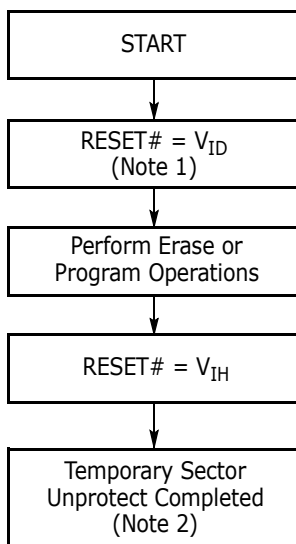 START
RESET# = VID
(Note 1)
Perform Erase or
Program Operations
RESET# = VIH
Temporary Sector
Unprotect Completed
(Note 2)